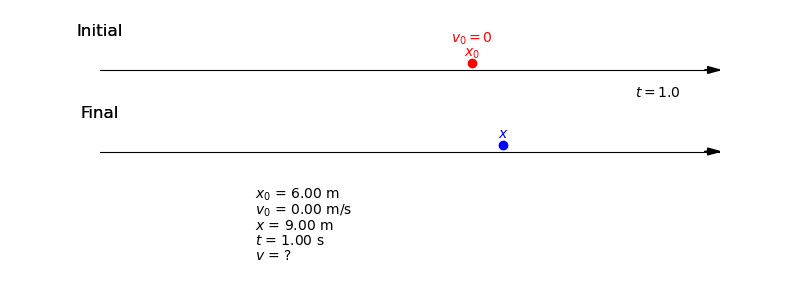 Initial
v₀ = 0
x₀
t = 1.0
Final
x
x₀ = 6.00 m
v₀ = 0.00 m/s
x = 9.00 m
t = 1.00 s
v = ?